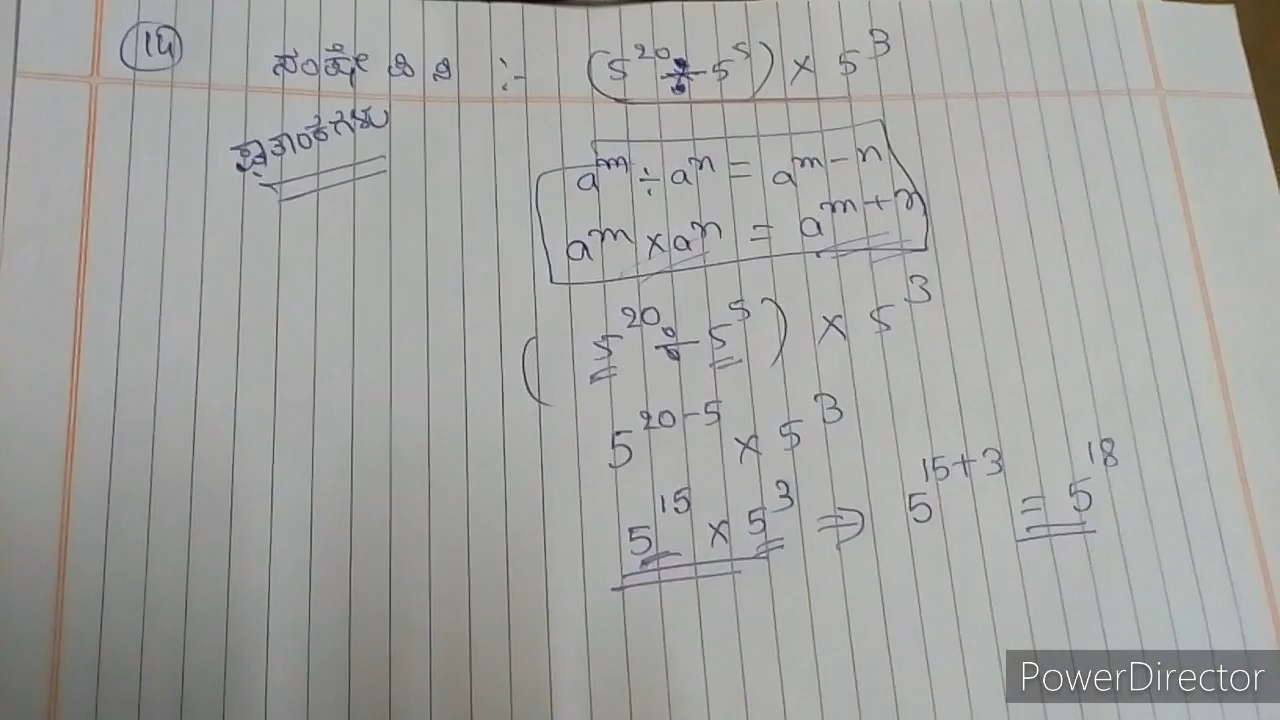 14 ಸಂಕ್ಷೇಪಿಸಿ :- (5²⁰ ÷ 5⁵) × 5³
ಘಾತಾಂಕಗಳು
aᵐ ÷ aⁿ = aᵐ⁻ⁿ
aᵐ × aⁿ = aᵐ⁺ⁿ
(5²⁰ ÷ 5⁵) × 5³
5²⁰⁻⁵ × 5³
5¹⁵ × 5³ ⇒ 5¹⁵⁺³ = 5¹⁸
PowerDirector